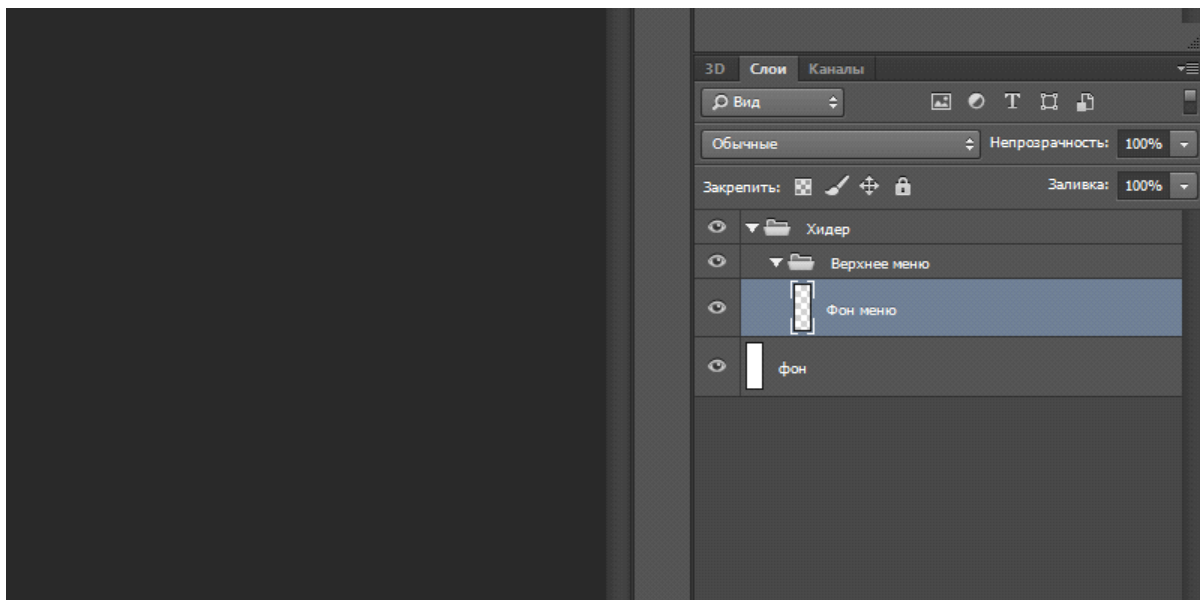 3D Слои Каналы
Вид
Обычные Непрозрачность: 100%
Закрепить: Заливка: 100%
Хидер
Верхнее меню
Фон меню
фон